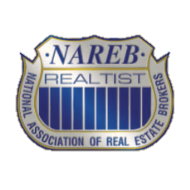 ·NAREB·
REALTIST
NATIONAL ASSOCIATION OF REAL ESTATE BROKERS